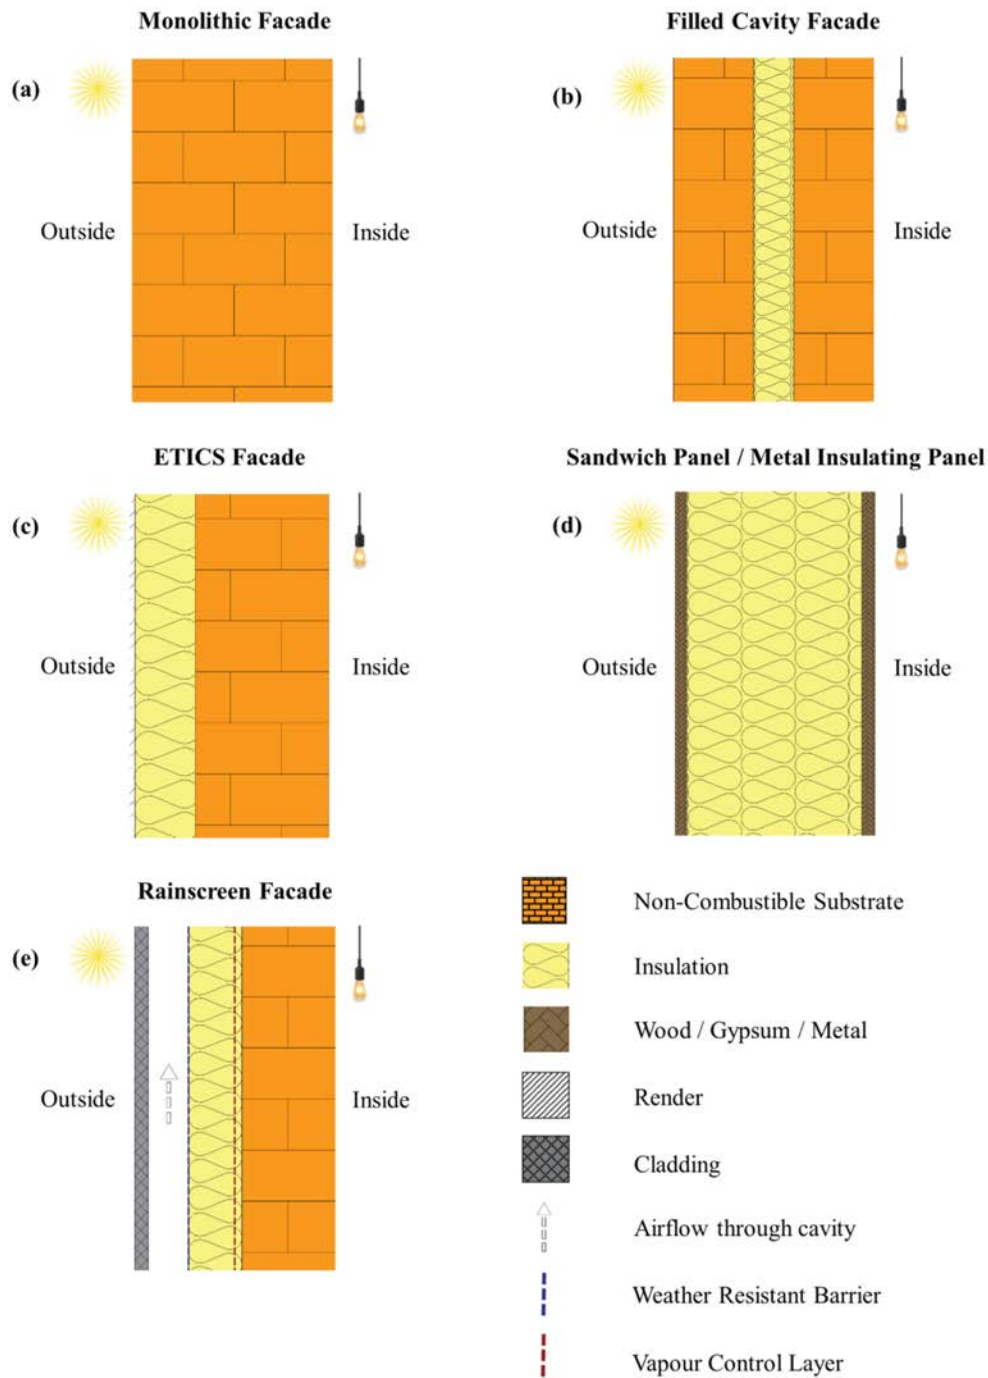 Monolithic Facade
Filled Cavity Facade
(a)
(b)
Outside
Inside
Outside
Inside
ETICS Facade
Sandwich Panel / Metal Insulating Panel
(c)
(d)
Outside
Inside
Outside
Inside
Rainscreen Facade
(e)
Outside
Inside
Non-Combustible Substrate
Insulation
Wood / Gypsum / Metal
Render
Cladding
Airflow through cavity
Weather Resistant Barrier
Vapour Control Layer